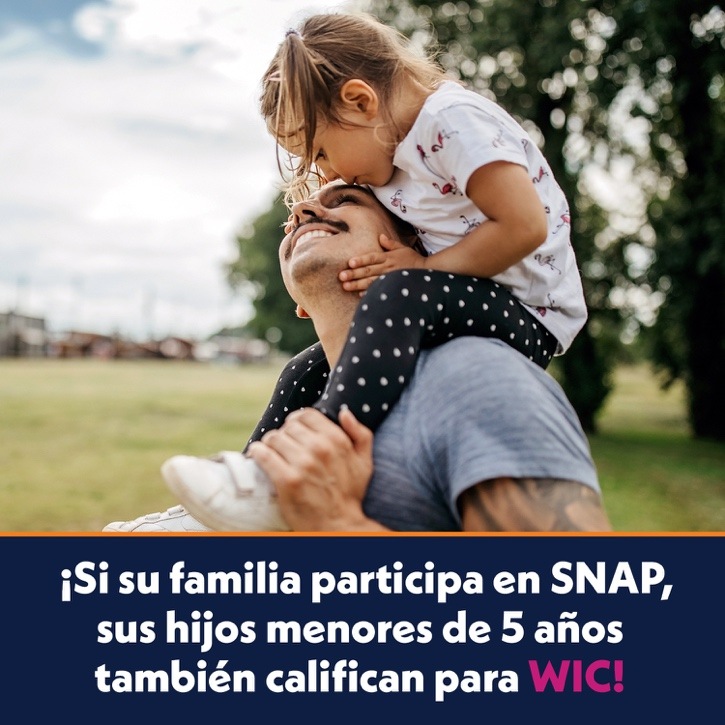 ¡Si su familia participa en SNAP,
sus hijos menores de 5 años
también califican para WIC!